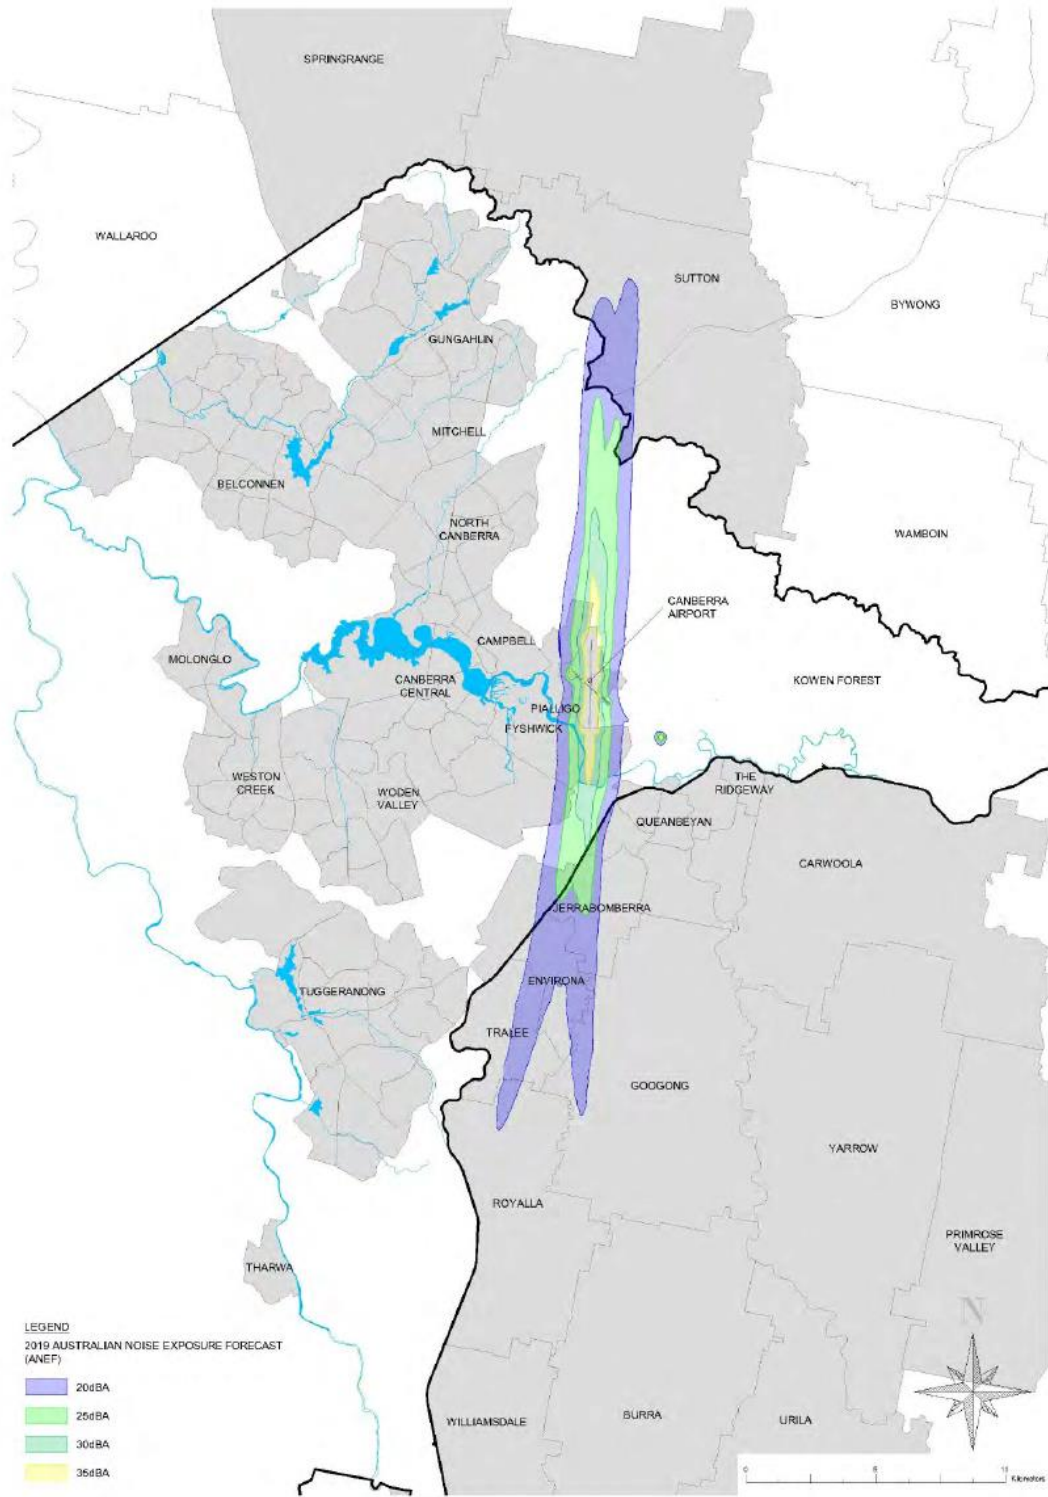 SPRINGRANGE
WALLAROO
SUTTON
BYWONG
GUNGAHLIN
MITCHELL
BELCONNEN
NORTH
CANBERRA
WAMBOIN
CANBERRA
AIRPORT
CAMPBELL
MOLONGLO
CANBERRA
CENTRAL
KOWEN FOREST
PIALLIGO
FYSHWICK
WESTON
CREEK
WODEN
VALLEY
THE
RIDGEWAY
QUEANBEYAN
CARWOOLA
JERRABOMBERRA
ENVIRONA
TUGGERANONG
TRALEE
GOOGONG
YARROW
ROYALLA
PRIMROSE
VALLEY
THARWA
N
LEGEND
2019 AUSTRALIAN NOISE EXPOSURE FORECAST
(ANEF)
20dBA
25dBA
30dBA
35dBA
WILLIAMSDALE
BURRA
URILA
0
Kilometers